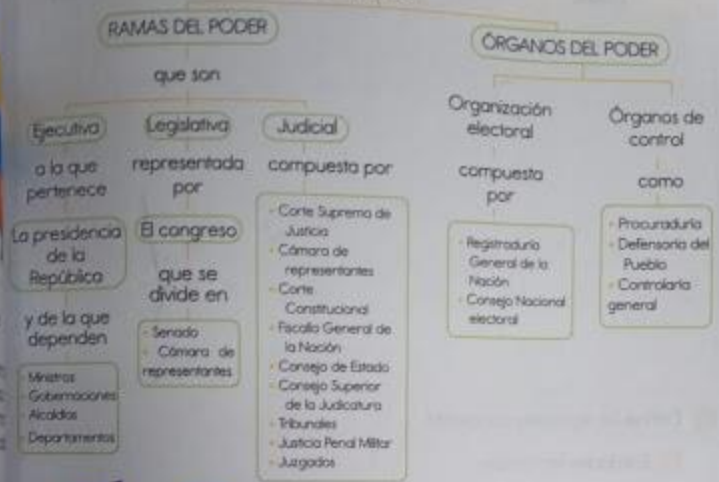 RAMAS DEL PODER
que son
Ejecutiva
a la que
pertenece
La presidencia
de la
República
y de la que
dependen
- Ministros
- Gobernaciones
- Alcaldías
- Departamentos
Legislativa
representada
por
El congreso
que se
divide en
- Senado
- Cámara de
representantes
Judicial
compuesta por
- Corte Suprema de
Justicia
- Cámara de
representantes
- Corte
Constitucional
- Fiscalía General de
la Nación
- Consejo de Estado
- Consejo Superior
de la Judicatura
- Tribunales
- Justicia Penal Militar
- Juzgados
ÓRGANOS DEL PODER
Organización
electoral
compuesta
por
- Registraduría
General de la
Nación
- Consejo Nacional
electoral
Órganos de
control
como
- Procuraduría
- Defensoría del
Pueblo
- Contraloría
general